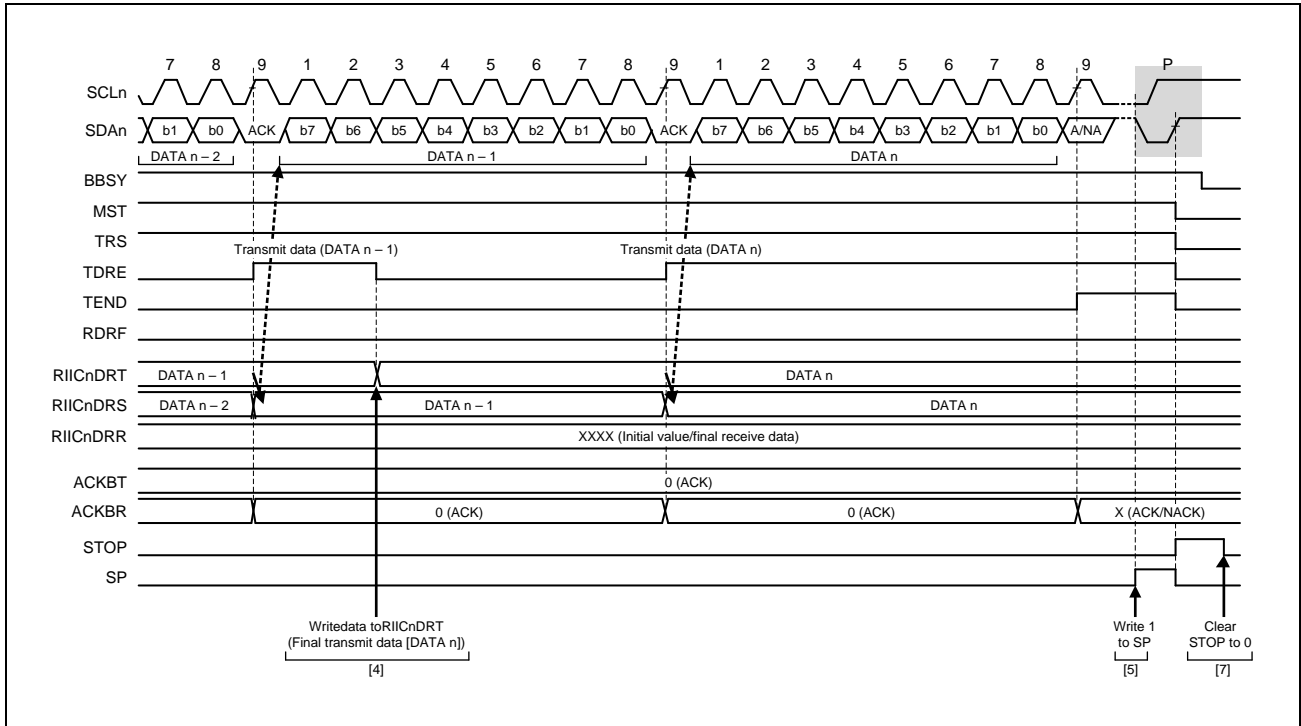 7 8 9 1 2 3 4 5 6 7 8 9 1 2 3 4 5 6 7 8 9 P
SCLn
SDAn b1 b0 ACK b7 b6 b5 b4 b3 b2 b1 b0 ACK b7 b6 b5 b4 b3 b2 b1 b0 A/NA
DATA n – 2 DATA n – 1 DATA n
BBSY
MST
TRS
Transmit data (DATA n – 1) Transmit data (DATA n)
TDRE
TEND
RDRF
RIICnDRT DATA n – 1 DATA n
RIICnDRS DATA n – 2 DATA n – 1 DATA n
RIICnDRR XXXX (Initial value/final receive data)
ACKBT 0 (ACK)
ACKBR 0 (ACK) 0 (ACK) X (ACK/NACK)
STOP
SP
Writedata toRIICnDRT Write 1 Clear
(Final transmit data [DATA n]) to SP STOP to 0
[4] [5] [7]